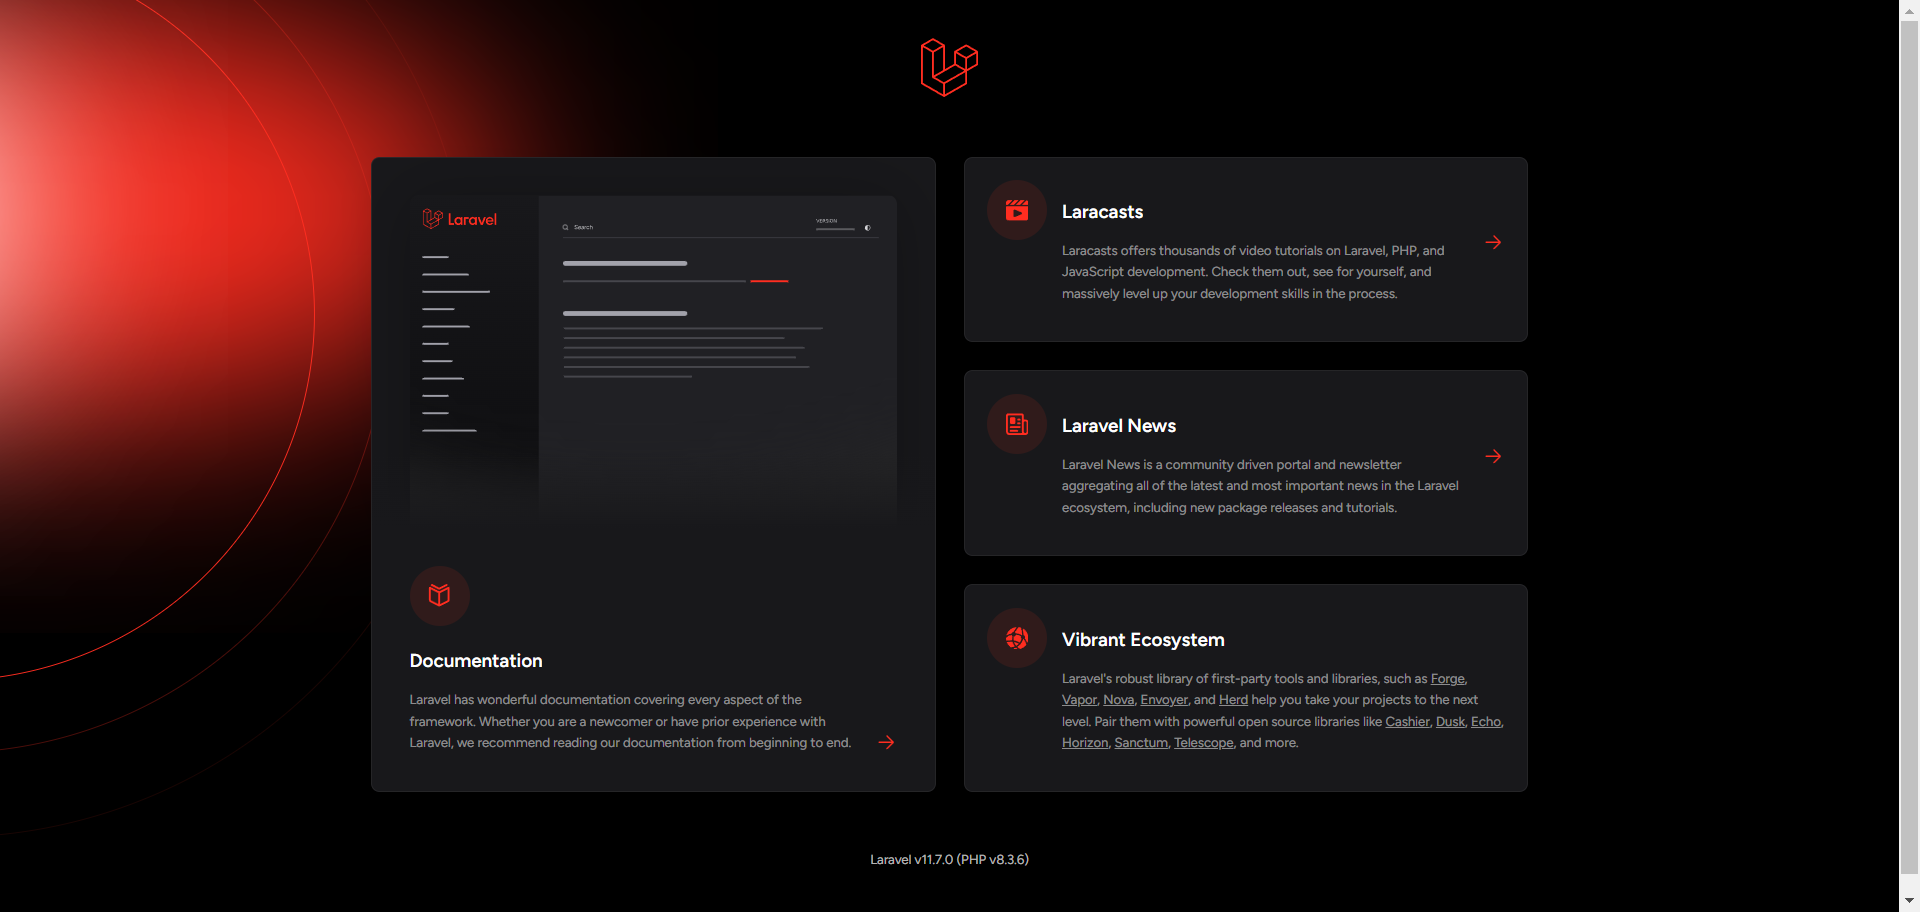 Laravel
Search
VERSION
Documentation
Laravel has wonderful documentation covering every aspect of the
framework. Whether you are a newcomer or have prior experience with
Laravel, we recommend reading our documentation from beginning to end.
Laracasts
Laracasts offers thousands of video tutorials on Laravel, PHP, and
JavaScript development. Check them out, see for yourself, and
massively level up your development skills in the process.
Laravel News
Laravel News is a community driven portal and newsletter
aggregating all of the latest and most important news in the Laravel
ecosystem, including new package releases and tutorials.
Vibrant Ecosystem
Laravel's robust library of first-party tools and libraries, such as Forge,
Vapor, Nova, Envoyer, and Herd help you take your projects to the next
level. Pair them with powerful open source libraries like Cashier, Dusk, Echo,
Horizon, Sanctum, Telescope, and more.
Laravel v11.7.0 (PHP v8.3.6)